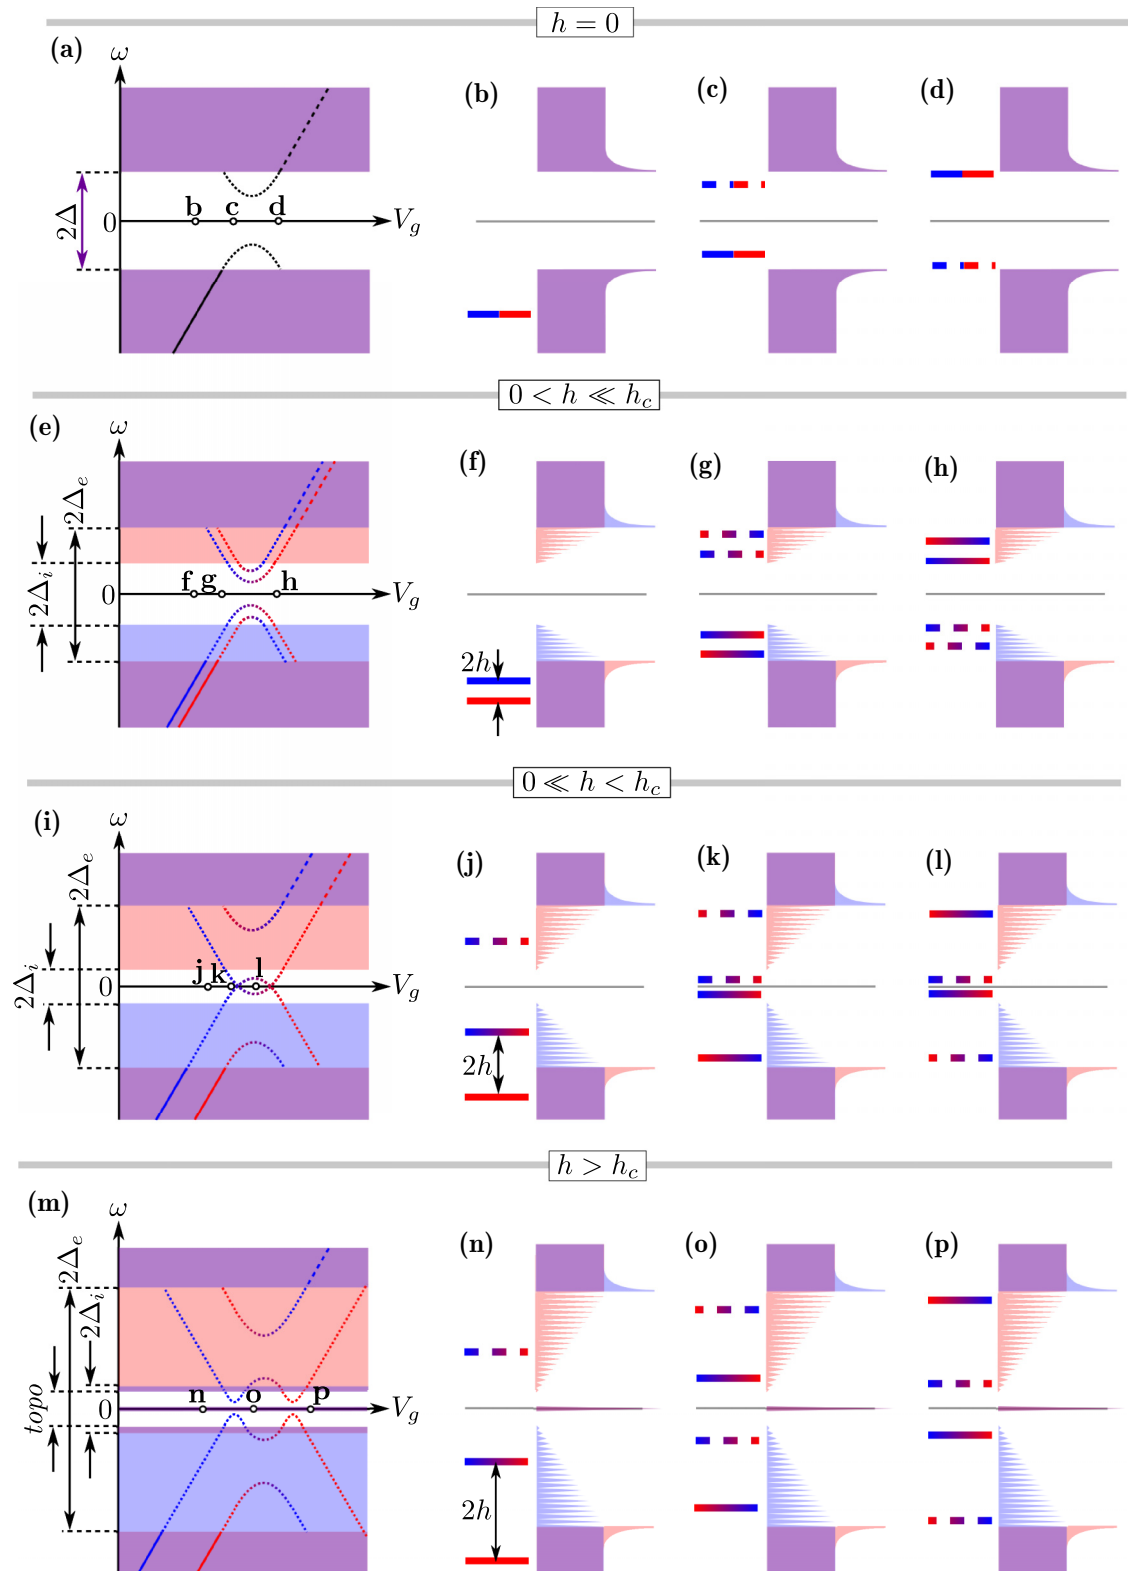 h = 0
(a)
ω
2Δ
0
b c d
V_g
(b)
(c)
(d)
0 < h ≪ h_c
(e)
ω
2Δ_e
2Δ_i
0
f g h
V_g
(f)
2h
(g)
(h)
0 ≪ h < h_c
(i)
ω
2Δ_e
2Δ_i
0
j k l
V_g
(j)
2h
(k)
(l)
h > h_c
(m)
ω
2Δ_e
2Δ_i
topo
0
n o p
V_g
(n)
2h
(o)
(p)